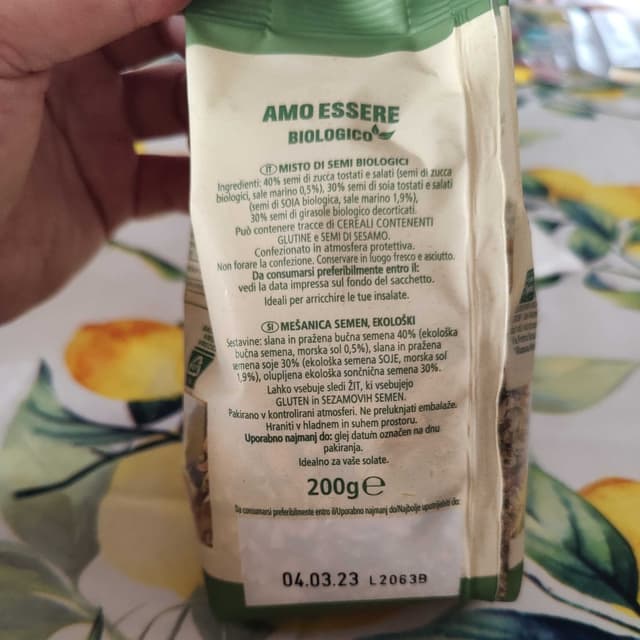 AMO ESSERE
BIOLOGICO
IT MISTO DI SEMI BIOLOGICI
Ingredienti: 40% semi di zucca tostati e salati (semi di zucca
biologici, sale marino 0,5%), 30% semi di soia tostati e salati
(semi di SOIA biologica, sale marino 1,9%),
30% semi di girasole biologico decorticati.
Può contenere tracce di CEREALI CONTENENTI
GLUTINE e SEMI DI SESAMO.
Confezionato in atmosfera protettiva.
Non forare la confezione. Conservare in luogo fresco e asciutto.
Da consumarsi preferibilmente entro il:
vedi la data impressa sul fondo del sacchetto.
Ideali per arricchire le tue insalate.
SI MEŠANICA SEMEN, EKOLOŠKI
Sestavine: slana in pražena bučna semena 40% (ekološka
bučna semena, morska sol 0,5%), slana in pražena
semena soje 30% (ekološka semena SOJE, morska sol
1,9%), olupljena ekološka sončnična semena 30%.
Lahko vsebuje sledi ŽIT, ki vsebujejo
GLUTEN in SEZAMOVIH SEMEN.
Pakirano v kontrolirani atmosferi. Ne preluknjati embalaže.
Hraniti v hladnem in suhem prostoru.
Uporabno najmanj do: glej datum označen na dnu
pakiranja.
Idealno za vaše solate.
200g e
Da consumarsi preferibilmente entro il/Uporabno najmanj do/Najbolje upotrijebiti do:
04.03.23 L2063B